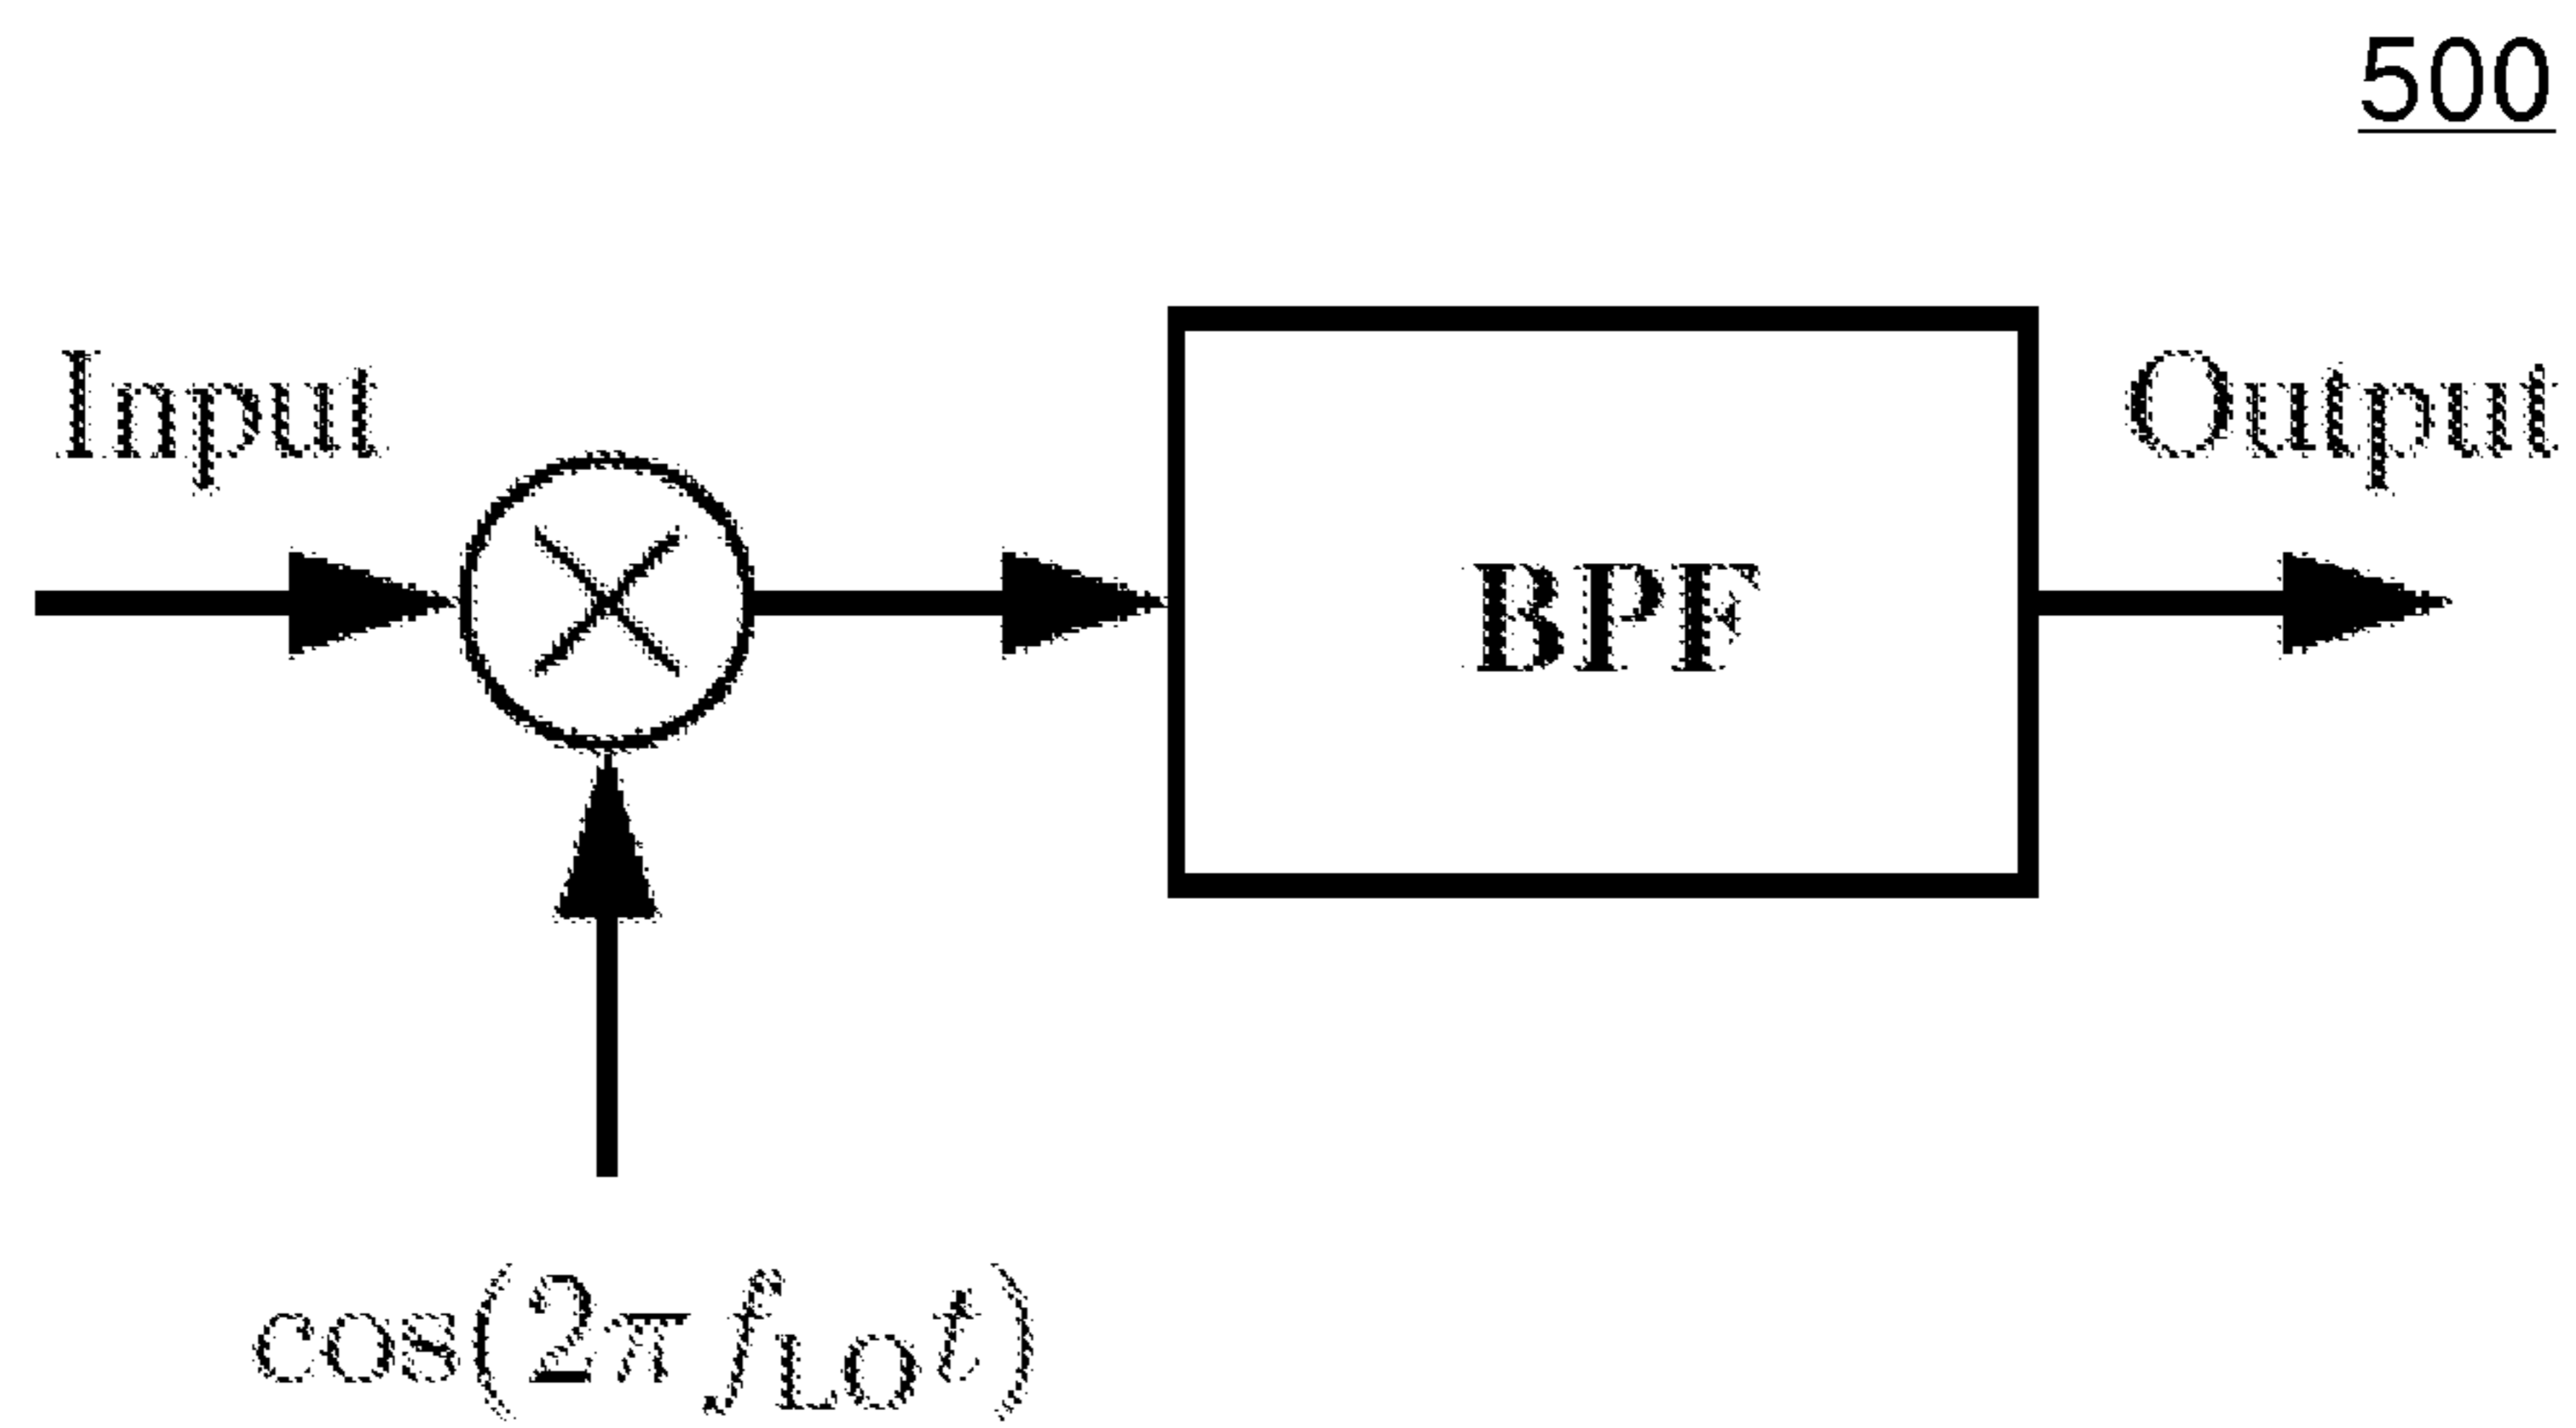 500
Input
Output
BPF
cos(2πf_LO t)